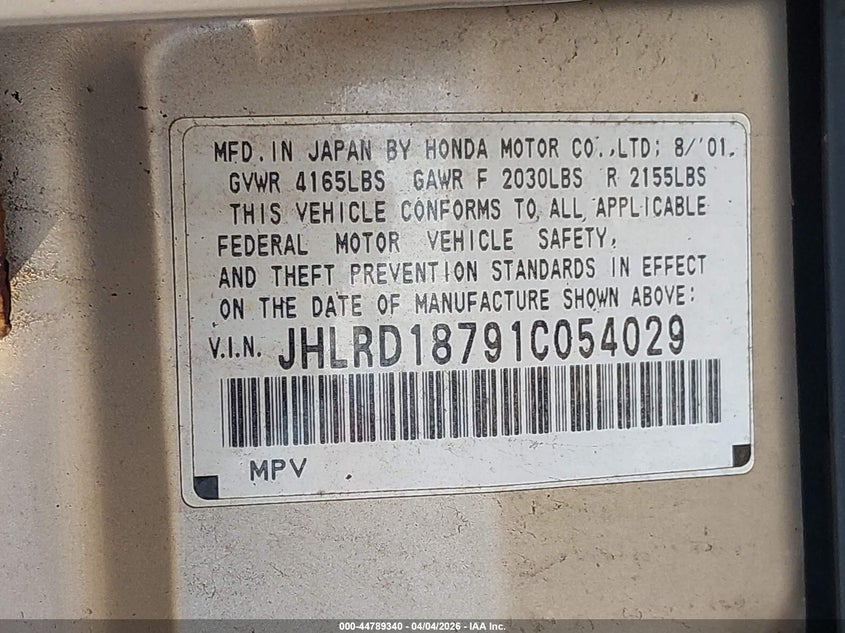 MFD. IN JAPAN BY HONDA MOTOR CO.,LTD: 8/'01.
GVWR 4165LBS GAWR F 2030LBS R 2155LBS
THIS VEHICLE CONFORMS TO ALL APPLICABLE
FEDERAL MOTOR VEHICLE SAFETY,
AND THEFT PREVENTION STANDARDS IN EFFECT
ON THE DATE OF MANUFACTURE SHOWN ABOVE:
V.I.N. JHLRD18791C054029
MPV
000-44789340 - 04/04/2026 - IAA Inc.